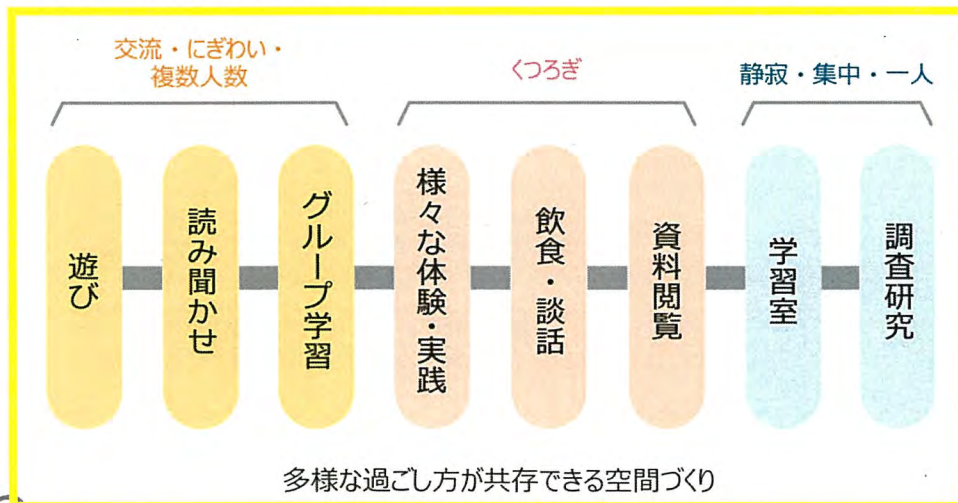 交流・にぎわい・
複数人数
くつろぎ
静寂・集中・一人
遊び
読み聞かせ
グループ学習
様々な体験・実践
飲食・談話
資料閲覧
学習室
調査研究
多様な過ごし方が共存できる空間づくり